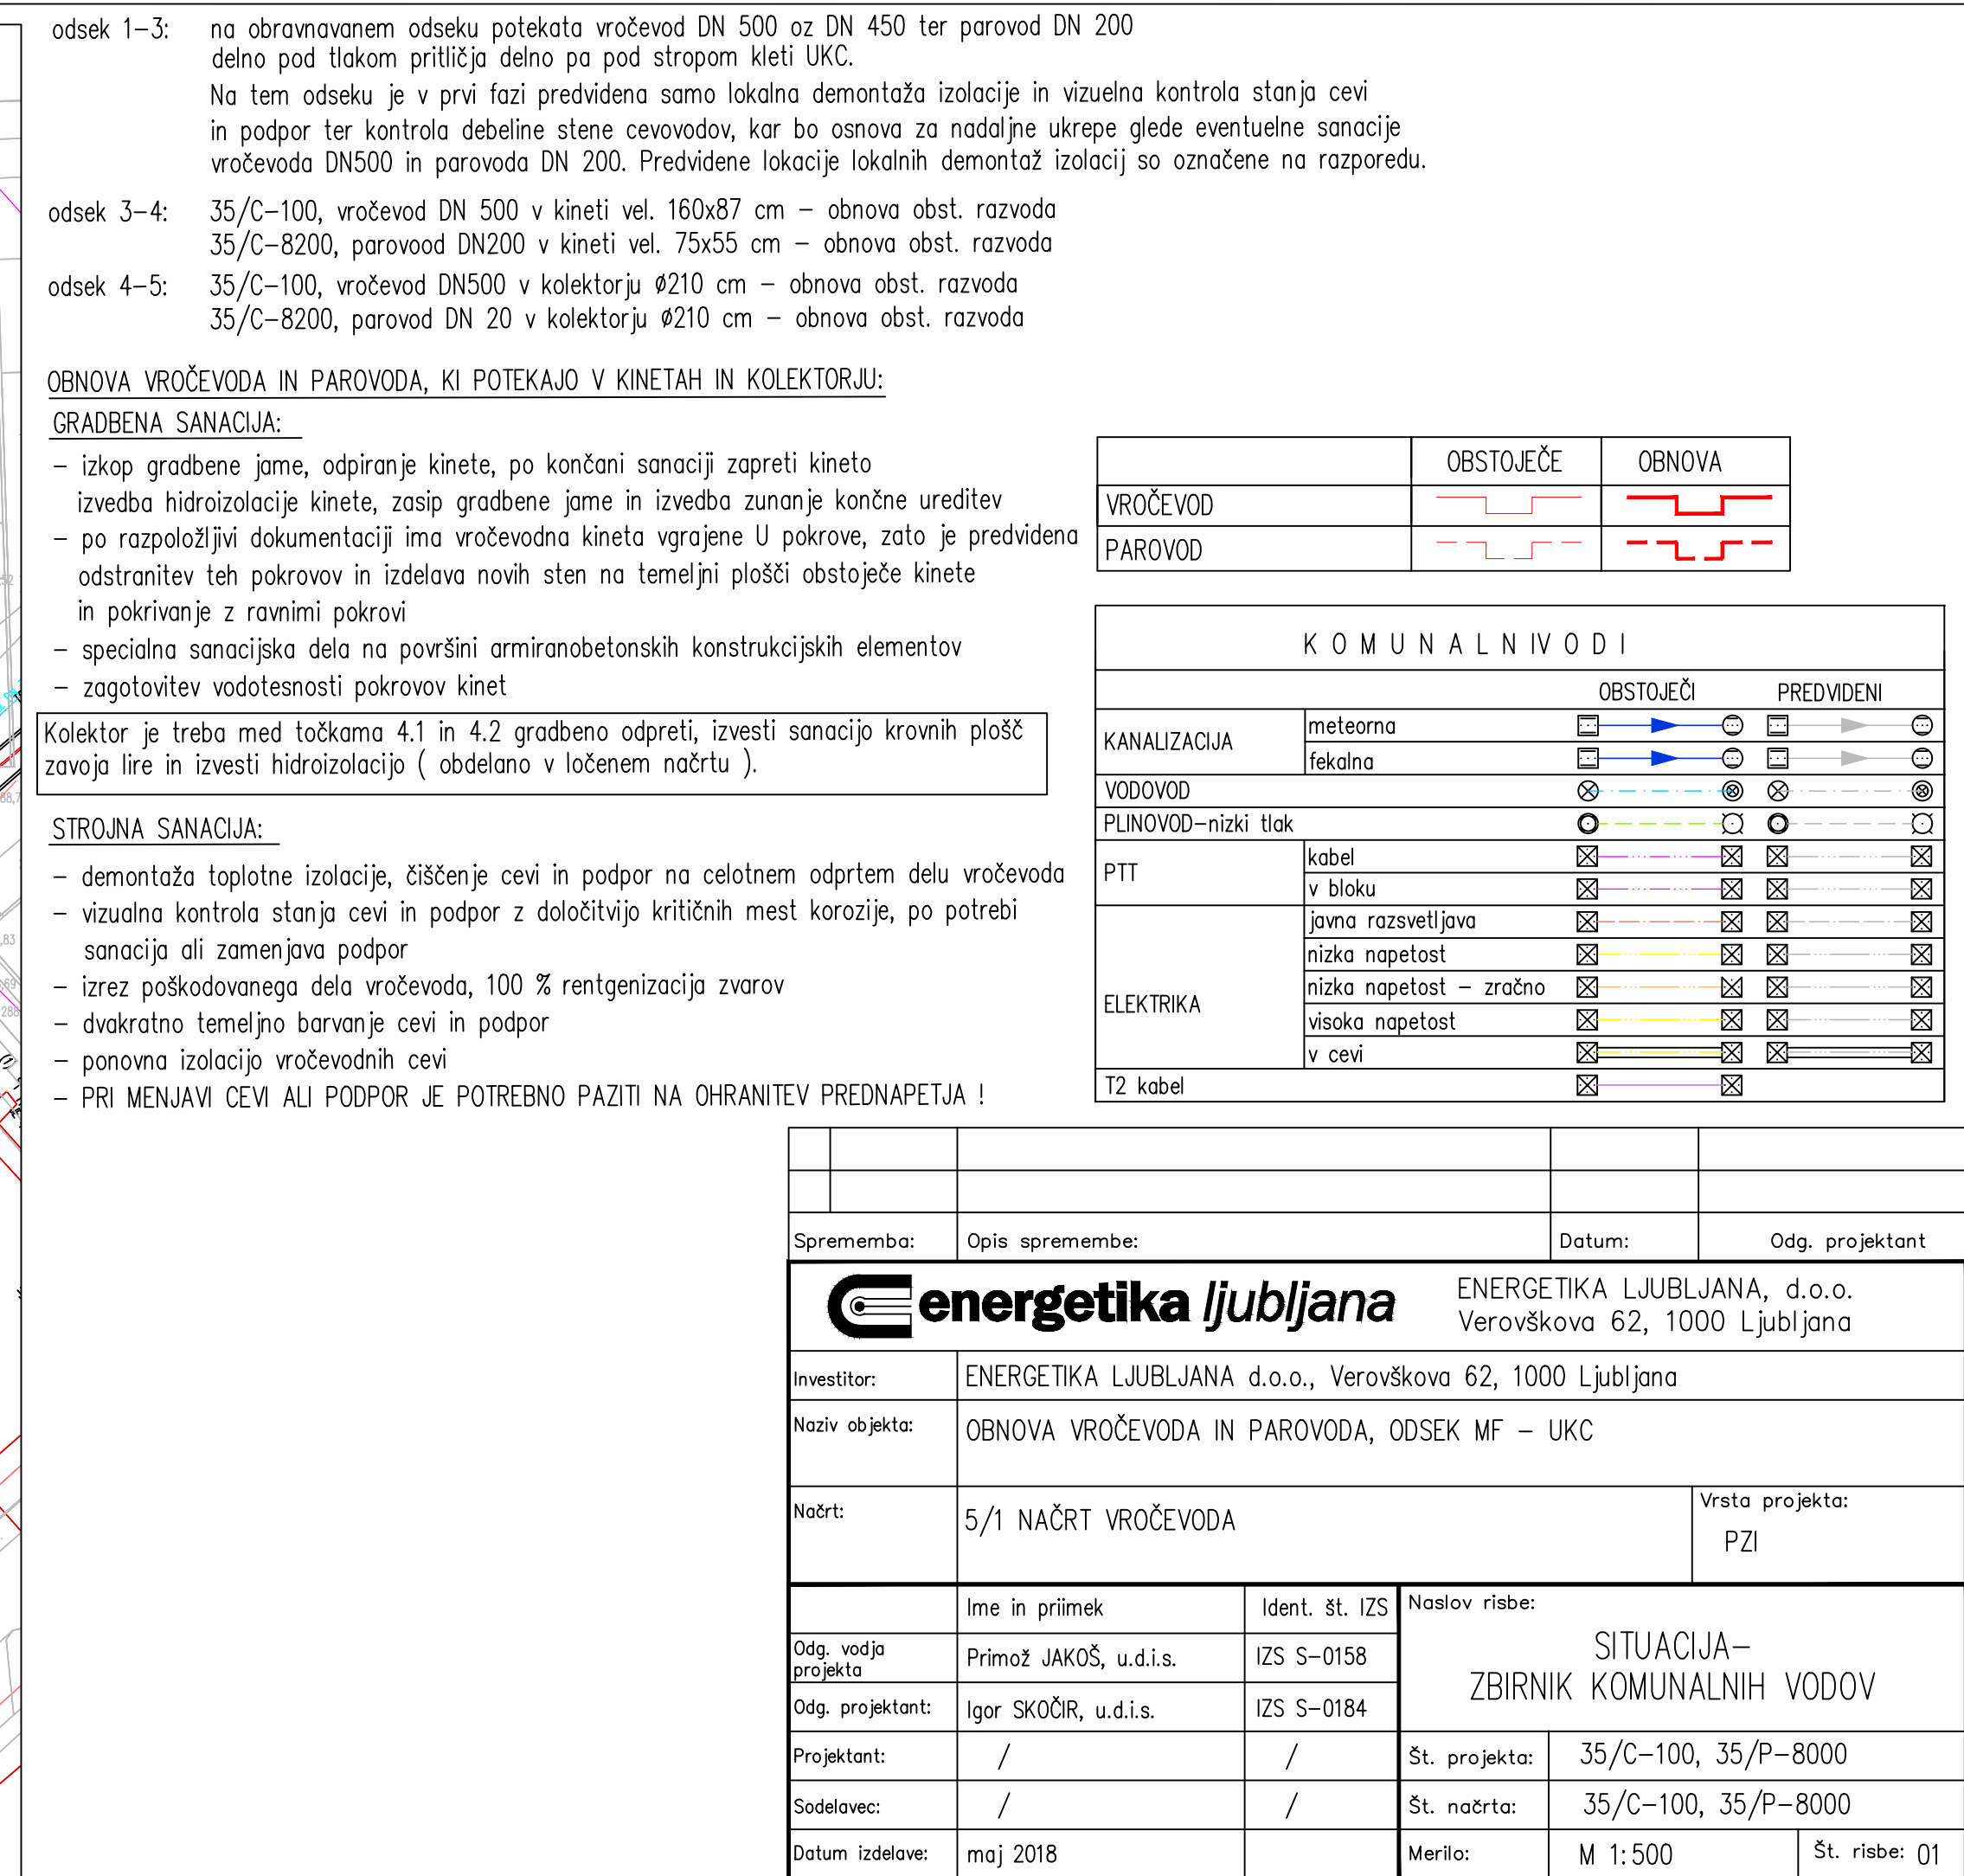 odsek 1-3: na obravnavanem odseku potekata vročevod DN 500 oz DN 450 ter parovod DN 200
delno pod tlakom pritličja delno pa pod stropom kleti UKC.
Na tem odseku je v prvi fazi predvidena samo lokalna demontaža izolacije in vizuelna kontrola stanja cevi
in podpor ter kontrola debeline stene cevovodov, kar bo osnova za nadaljne ukrepe glede eventuelne sanacije
vročevoda DN500 in parovoda DN 200. Predvidene lokacije lokalnih demontaž izolacij so označene na razporedu.
odsek 3-4: 35/C-100, vročevod DN 500 v kineti vel. 160x87 cm - obnova obst. razvoda
35/C-8200, parovood DN200 v kineti vel. 75x55 cm - obnova obst. razvoda
odsek 4-5: 35/C-100, vročevod DN500 v kolektorju ø210 cm - obnova obst. razvoda
35/C-8200, parovod DN 20 v kolektorju ø210 cm - obnova obst. razvoda
OBNOVA VROČEVODA IN PAROVODA, KI POTEKAJO V KINETAH IN KOLEKTORJU:
GRADBENA SANACIJA:
- izkop gradbene jame, odpiranje kinete, po končani sanaciji zapreti kineto
izvedba hidroizolacije kinete, zasip gradbene jame in izvedba zunanje končne ureditev
- po razpoložljivi dokumentaciji ima vročevodna kineta vgrajene U pokrove, zato je predvidena
odstranitev teh pokrovov in izdelava novih sten na temeljni plošči obstoječe kinete
in pokrivanje z ravnimi pokrovi
- specialna sanacijska dela na površini armiranobetonskih konstrukcijskih elementov
- zagotovitev vodotesnosti pokrovov kinet
Kolektor je treba med točkama 4.1 in 4.2 gradbeno odpreti, izvesti sanacijo krovnih plošč
zavoja lire in izvesti hidroizolacijo ( obdelano v ločenem načrtu ).
STROJNA SANACIJA:
- demontaža toplotne izolacije, čiščenje cevi in podpor na celotnem odprtem delu vročevoda
- vizualna kontrola stanja cevi in podpor z določitvijo kritičnih mest korozije, po potrebi
sanacija ali zamenjava podpor
- izrez poškodovanega dela vročevoda, 100 % rentgenizacija zvarov
- dvakratno temeljno barvanje cevi in podpor
- ponovna izolacijo vročevodnih cevi
- PRI MENJAVI CEVI ALI PODPOR JE POTREBNO PAZITI NA OHRANITEV PREDNAPETJA !
OBSTOJEČE OBNOVA
VROČEVOD
PAROVOD
K O M U N A L N I V O D I
OBSTOJEČI PREDVIDENI
KANALIZACIJA meteorna
fekalna
VODOVOD
PLINOVOD-nizki tlak
PTT kabel
v bloku
ELEKTRIKA javna razsvetljava
nizka napetost
nizka napetost - zračno
visoka napetost
v cevi
T2 kabel
Sprememba: Opis spremembe: Datum: Odg. projektant
energetika ljubljana
ENERGETIKA LJUBLJANA, d.o.o.
Verovškova 62, 1000 Ljubljana
Investitor: ENERGETIKA LJUBLJANA d.o.o., Verovškova 62, 1000 Ljubljana
Naziv objekta: OBNOVA VROČEVODA IN PAROVODA, ODSEK MF - UKC
Načrt: 5/1 NAČRT VROČEVODA
Vrsta projekta:
PZI
Ime in priimek Ident. št. IZS
Odg. vodja projekta Primož JAKOŠ, u.d.i.s. IZS S-0158
Odg. projektant: Igor SKOČIR, u.d.i.s. IZS S-0184
Projektant: / /
Sodelavec: / /
Datum izdelave: maj 2018
Naslov risbe:
SITUACIJA-
ZBIRNIK KOMUNALNIH VODOV
Št. projekta: 35/C-100, 35/P-8000
Št. načrta: 35/C-100, 35/P-8000
Merilo: M 1:500 Št. risbe: 01